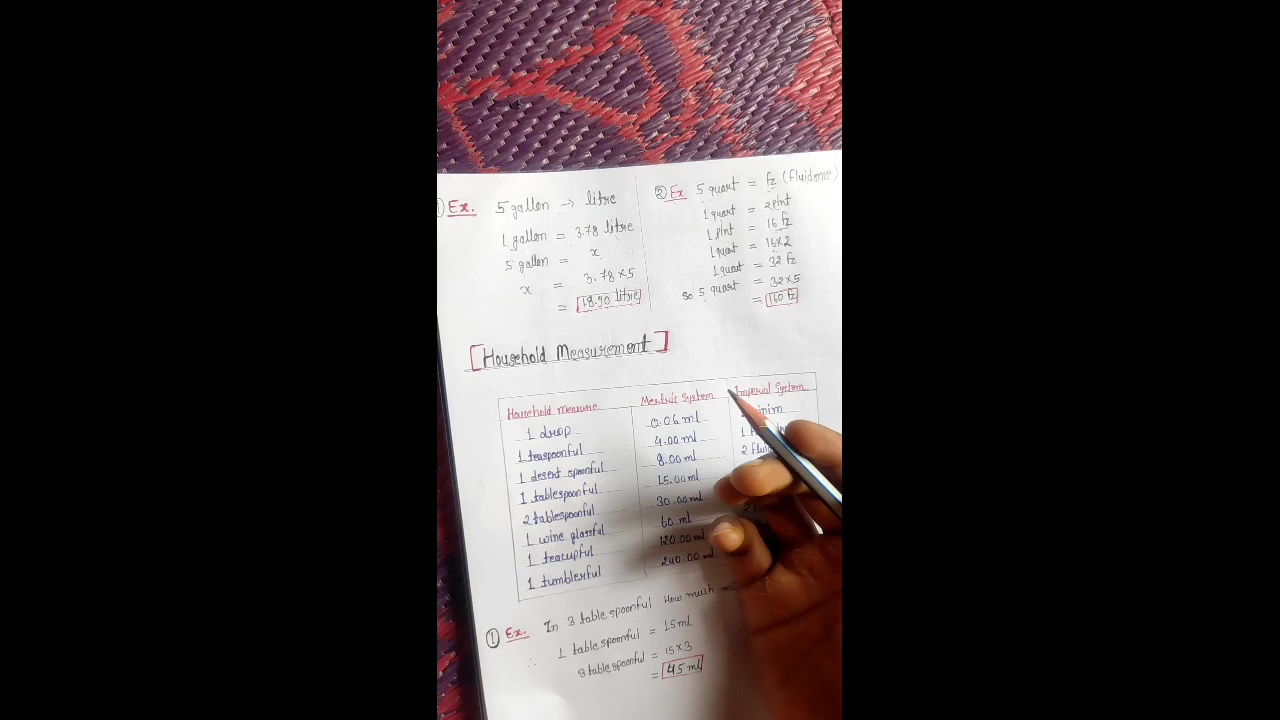 ① Ex. 5 gallon → litre
1 gallon = 3.78 litre
5 gallon = x
x = 3.78 × 5
= 18.90 litre
② Ex 5 quart = fz (fluidence)
1 quart = 2 pint
1 pint = 16 fz
1 quart = 16×2
1 quart = 32 fz
so 5 quart = 32×5
= 160 fz
[Household Measurement]
Household measure Meteric System Imperial System
1 drop 0.06 ml
1 teaspoonful 4.00 ml 1
1 desert spoonful 8.00 ml 2
1 tablespoonful 15.00 ml
2 tablespoonful 30.00 ml
1 wine glassful 60 ml
1 teacupful 120.00 ml
1 tumblerful 240.00 ml
① Ex. In 3 table spoonful How much
∴ 1 table spoonful = 15 ml
3 table spoonful = 15×3
= 45 ml